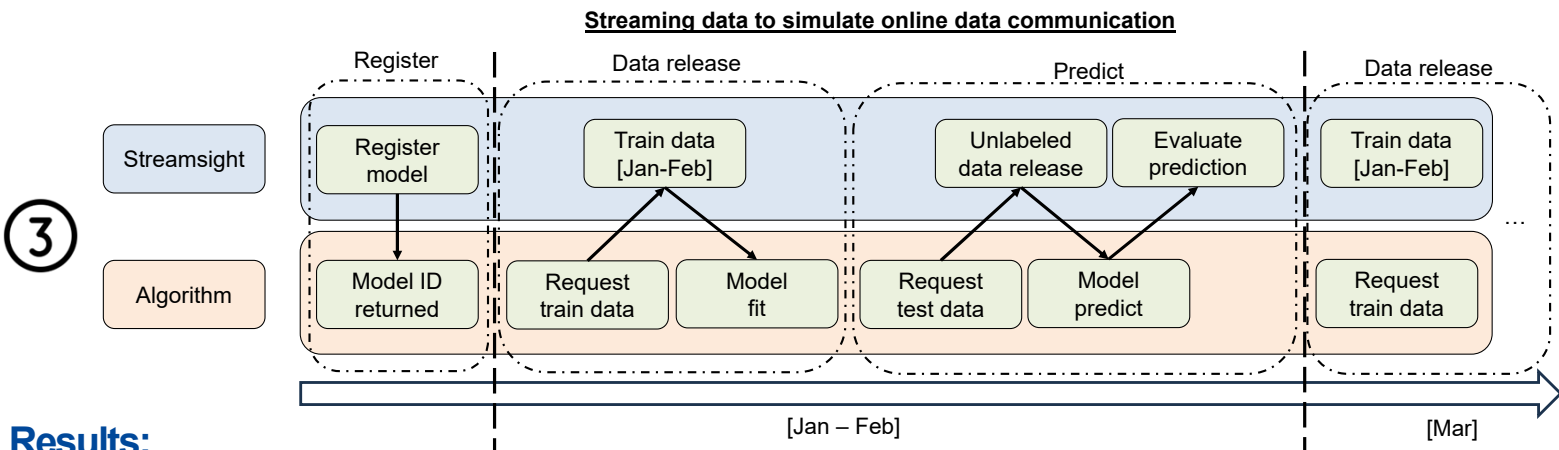 Streaming data to simulate online data communication
Register
Data release
Predict
Data release
Streamsight
Register
model
Train data
[Jan-Feb]
Unlabeled
data release
Evaluate
prediction
Train data
[Jan-Feb]
3
...
Algorithm
Model ID
returned
Request
train data
Model
fit
Request
test data
Model
predict
Request
train data
[Jan – Feb]
[Mar]
Results: